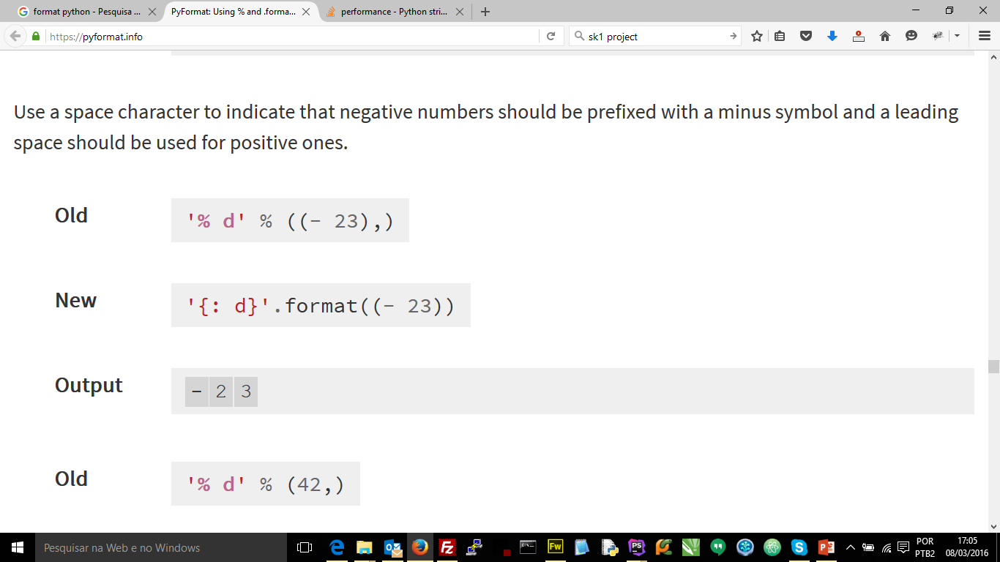 format python - Pesquisa ...
PyFormat: Using % and .forma...
performance - Python stri...
https://pyformat.info
sk1 project
Use a space character to indicate that negative numbers should be prefixed with a minus symbol and a leading
space should be used for positive ones.
Old
'% d' % ((- 23),)
New
'{: d}'.format((- 23))
Output
- 2 3
Old
'% d' % (42,)
Pesquisar na Web e no Windows
Fz
Fw
PS
S
P
POR
PTB2
17:05
08/03/2016